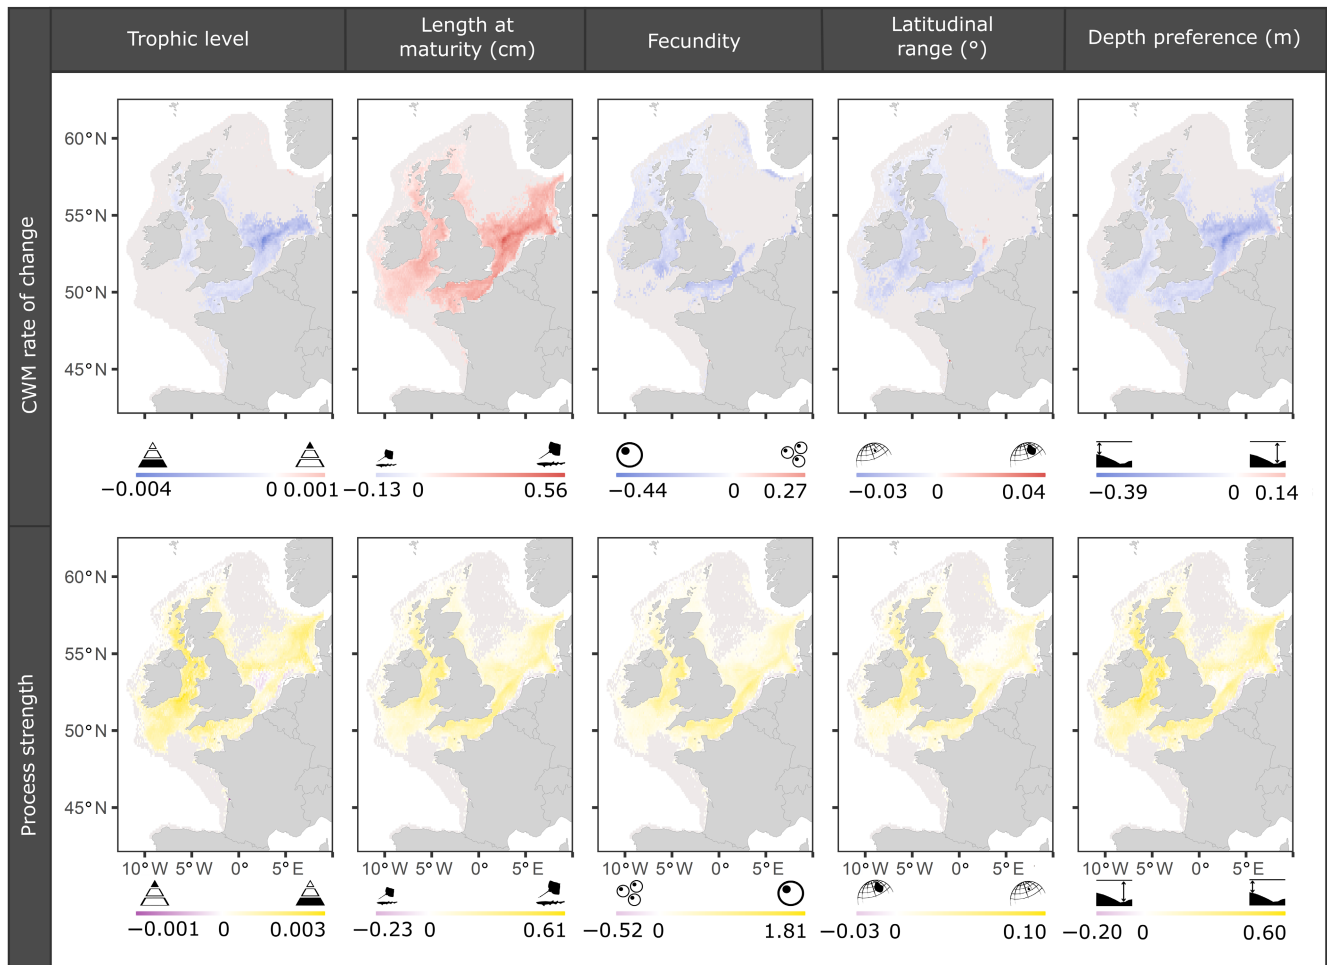 Trophic level
Length at
maturity (cm)
Fecundity
Latitudinal
range (°)
Depth preference (m)
CWM rate of change
60°N
55°N
50°N
45°N
−0.004 0 0.001
−0.13 0 0.56
−0.44 0 0.27
−0.03 0 0.04
−0.39 0 0.14
Process strength
60°N
55°N
50°N
45°N
10°W 5°W 0° 5°E
10°W 5°W 0° 5°E
10°W 5°W 0° 5°E
10°W 5°W 0° 5°E
10°W 5°W 0° 5°E
−0.001 0 0.003
−0.23 0 0.61
−0.52 0 1.81
−0.03 0 0.10
−0.20 0 0.60